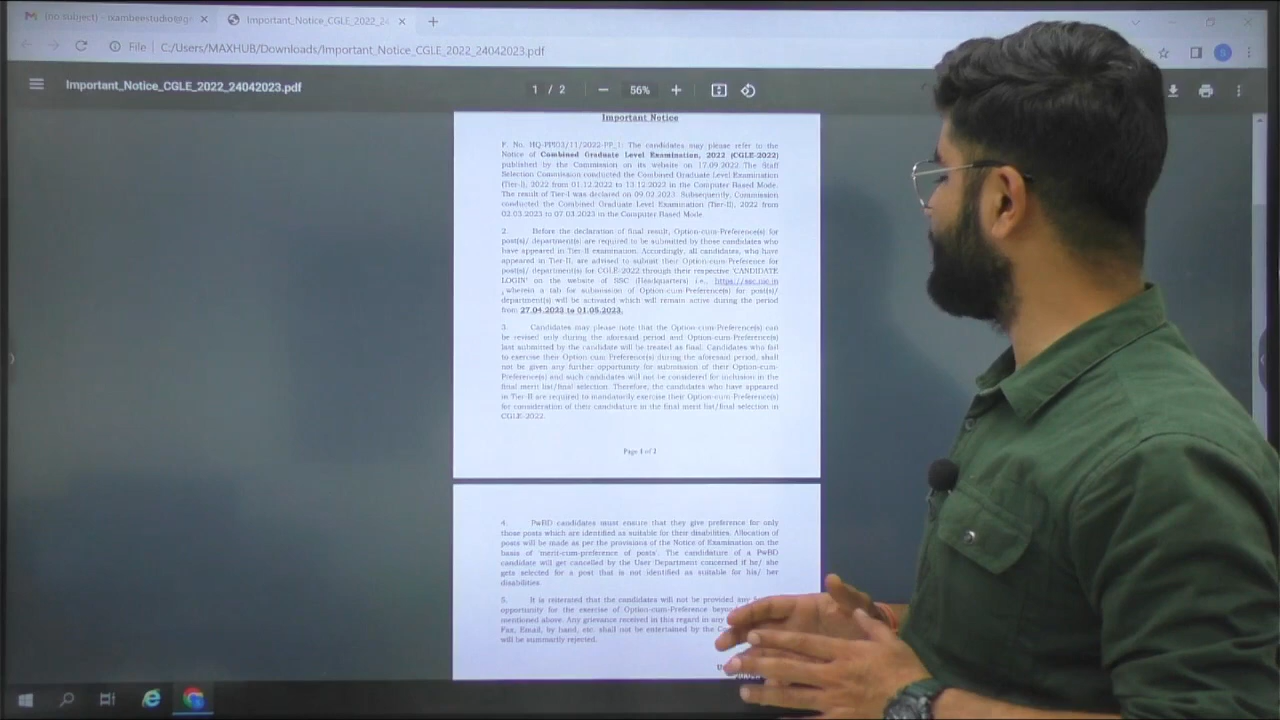 (no subject) - ixambeestudio@g
Important_Notice_CGLE_2022_24
File | C:/Users/MAXHUB/Downloads/Important_Notice_CGLE_2022_24042023.pdf
S
Important_Notice_CGLE_2022_24042023.pdf
1 / 2
56%
Important Notice
F. No. HQ-PPI03/11/2022-PP_1: The candidates may please refer to the
Notice of Combined Graduate Level Examination, 2022 (CGLE-2022)
published by the Commission on its website on 17.09.2022. The Staff
Selection Commission conducted the Combined Graduate Level Examination
(Tier-I), 2022 from 01.12.2022 to 13.12.2022 in the Computer Based Mode.
The result of Tier-I was declared on 09.02.2023. Subsequently, Commission
conducted the Combined Graduate Level Examination (Tier-II), 2022 from
02.03.2023 to 07.03.2023 in the Computer Based Mode.
2. Before the declaration of final result, Option-cum-Preference(s) for
post(s)/ department(s) are required to be submitted by those candidates who
have appeared in Tier-II examination. Accordingly, all candidates, who have
appeared in Tier-II, are advised to submit their Option-cum-Preference for
post(s)/ department(s) for CGLE-2022 through their respective 'CANDIDATE
LOGIN' on the website of SSC (Headquarters) i.e., https://ssc.nic.in
, wherein a tab for submission of Option-cum-Preference(s) for post(s)/
department(s) will be activated which will remain active during the period
from 27.04.2023 to 01.05.2023.
3. Candidates may please note that the Option-cum-Preference(s) can
be revised only during the aforesaid period and Option-cum-Preference(s)
last submitted by the candidate will be treated as final. Candidates who fail
to exercise their Option-cum-Preference(s) during the aforesaid period, shall
not be given any further opportunity for submission of their Option-cum-
Preference(s) and such candidates will not be considered for inclusion in the
final merit list/final selection. Therefore, the candidates who have appeared
in Tier-II are required to mandatorily exercise their Option-cum-Preference(s)
for consideration of their candidature in the final merit list/final selection in
CGLE-2022.
Page 1 of 2
4. PwBD candidates must ensure that they give preference for only
those posts which are identified as suitable for their disabilities. Allocation of
posts will be made as per the provisions of the Notice of Examination on the
basis of 'merit-cum-preference of posts'. The candidature of a PwBD
candidate will get cancelled by the User Department concerned if he/ she
gets selected for a post that is not identified as suitable for his/ her
disabilities.
5. It is reiterated that the candidates will not be provided any
opportunity for the exercise of Option-cum-Preference
mentioned above. Any grievance received in this regard in any
Fax, Email, by hand, etc. shall not be entertained by the
will be summarily rejected.